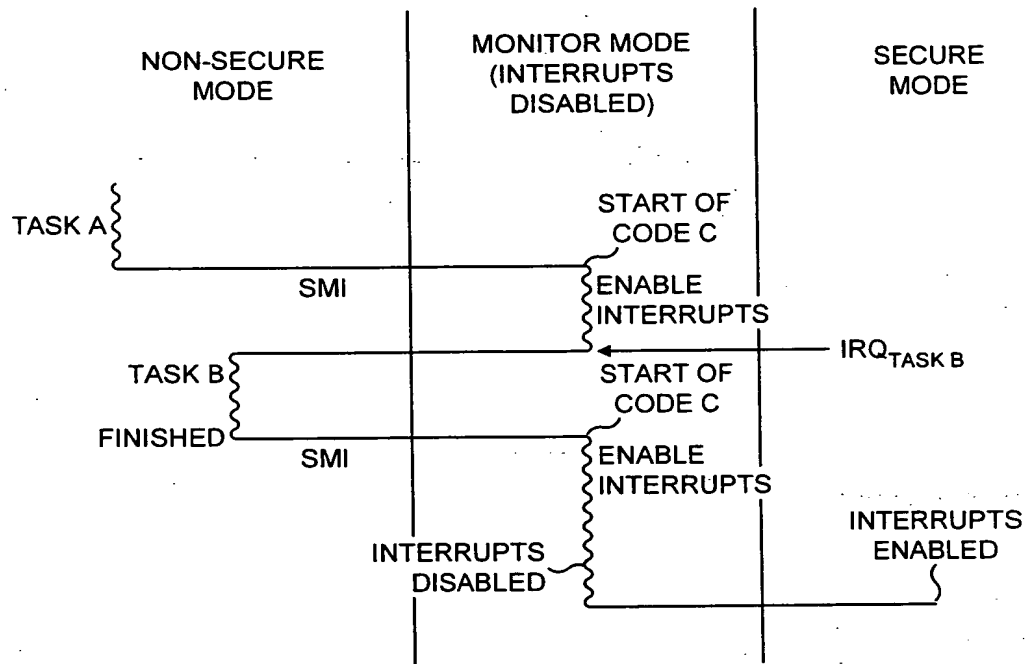 NON-SECURE
MODE
MONITOR MODE
(INTERRUPTS
DISABLED)
SECURE
MODE
TASK A
START OF
CODE C
SMI
ENABLE
INTERRUPTS
IRQTASK B
TASK B
START OF
CODE C
FINISHED
SMI
ENABLE
INTERRUPTS
INTERRUPTS
DISABLED
INTERRUPTS
ENABLED